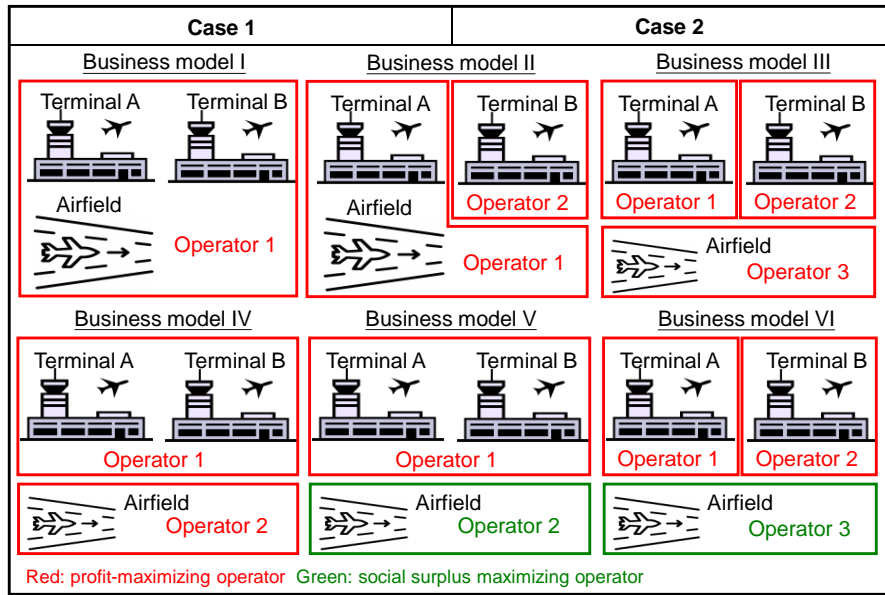 Case 1 Case 2
Business model I Business model II Business model III
Terminal A Terminal B Terminal A Terminal B Terminal A Terminal B
Operator 2 Operator 1 Operator 2
Airfield Airfield Airfield
Operator 1 Operator 1 Operator 3
Business model IV Business model V Business model VI
Terminal A Terminal B Terminal A Terminal B Terminal A Terminal B
Operator 1 Operator 1 Operator 1 Operator 2
Airfield Airfield Airfield
Operator 2 Operator 2 Operator 3
Red: profit-maximizing operator Green: social surplus maximizing operator